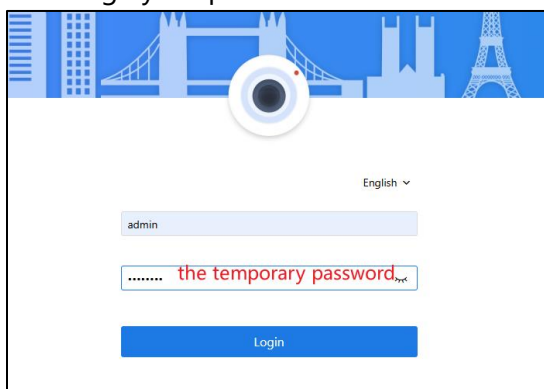 English
admin
........ the temporary password
Login